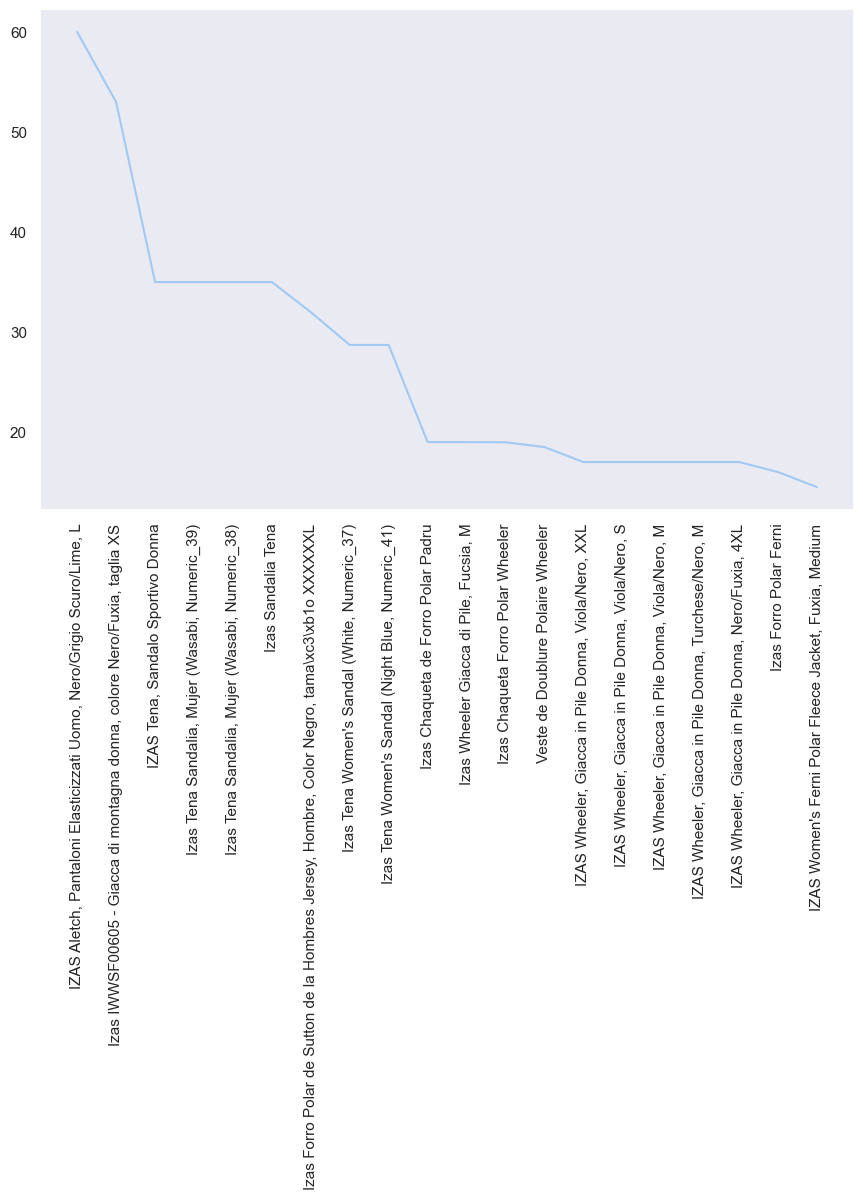 60
50
40
30
20
IZAS Aletch, Pantaloni Elasticizzati Uomo, Nero/Grigio Scuro/Lime, L
Izas IWWSF00605 - Giacca di montagna donna, colore Nero/Fuxia, taglia XS
IZAS Tena, Sandalo Sportivo Donna
Izas Tena Sandalia, Mujer (Wasabi, Numeric_39)
Izas Tena Sandalia, Mujer (Wasabi, Numeric_38)
Izas Sandalia Tena
Izas Forro Polar de Sutton de la Hombres Jersey, Hombre, Color Negro, tama\xc3\xb1o XXXXXXL
Izas Tena Women's Sandal (White, Numeric_37)
Izas Tena Women's Sandal (Night Blue, Numeric_41)
Izas Chaqueta de Forro Polar Padru
Izas Wheeler Giacca di Pile, Fucsia, M
Izas Chaqueta Forro Polar Wheeler
Veste de Doublure Polaire Wheeler
IZAS Wheeler, Giacca in Pile Donna, Viola/Nero, XXL
IZAS Wheeler, Giacca in Pile Donna, Viola/Nero, S
IZAS Wheeler, Giacca in Pile Donna, Viola/Nero, M
IZAS Wheeler, Giacca in Pile Donna, Turchese/Nero, M
IZAS Wheeler, Giacca in Pile Donna, Nero/Fuxia, 4XL
Izas Forro Polar Ferni
IZAS Women's Ferni Polar Fleece Jacket, Fuxia, Medium